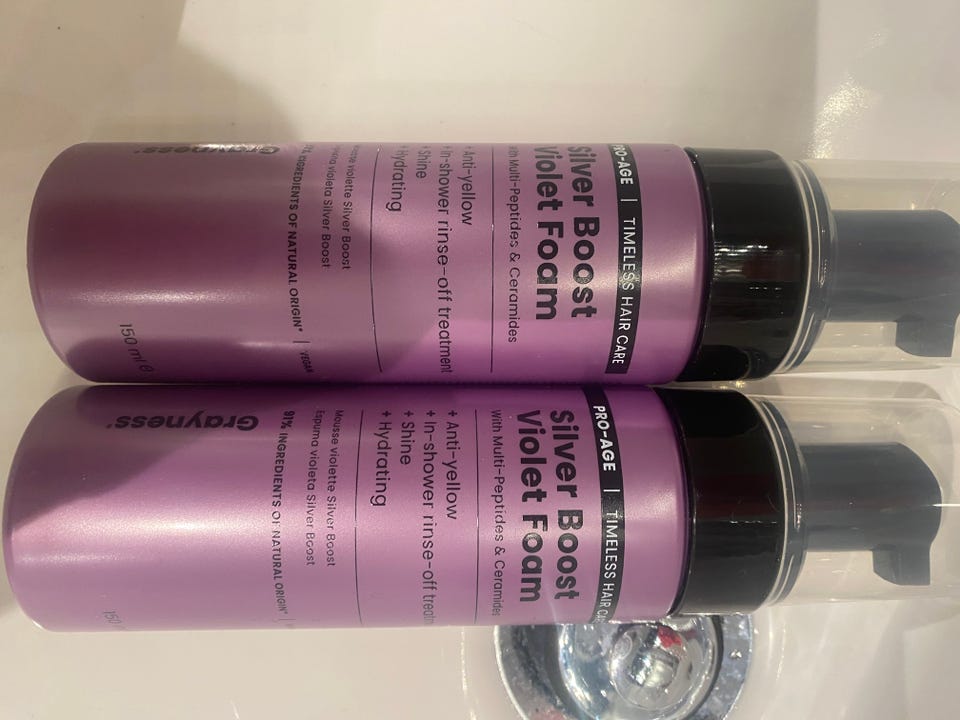 PRO-AGE | TIMELESS HAIR CARE
Silver Boost
Violet Foam
with Multi-Peptides & Ceramides
+ Anti-yellow
+ In-shower rinse-off treatment
+ Shine
+ Hydrating
violette Silver Boost
violeta Silver Boost
INGREDIENTS OF NATURAL ORIGIN* | VEGAN
Grayness®
150 ml ℮
PRO-AGE | TIMELESS HAIR CA
Silver Boost
Violet Foam
With Multi-Peptides & Ceramides
+ Anti-yellow
+ In-shower rinse-off treatm
+ Shine
+ Hydrating
Mousse violette Silver Boost
Espuma violeta Silver Boost
91% INGREDIENTS OF NATURAL ORIGIN* |
Grayness®
150